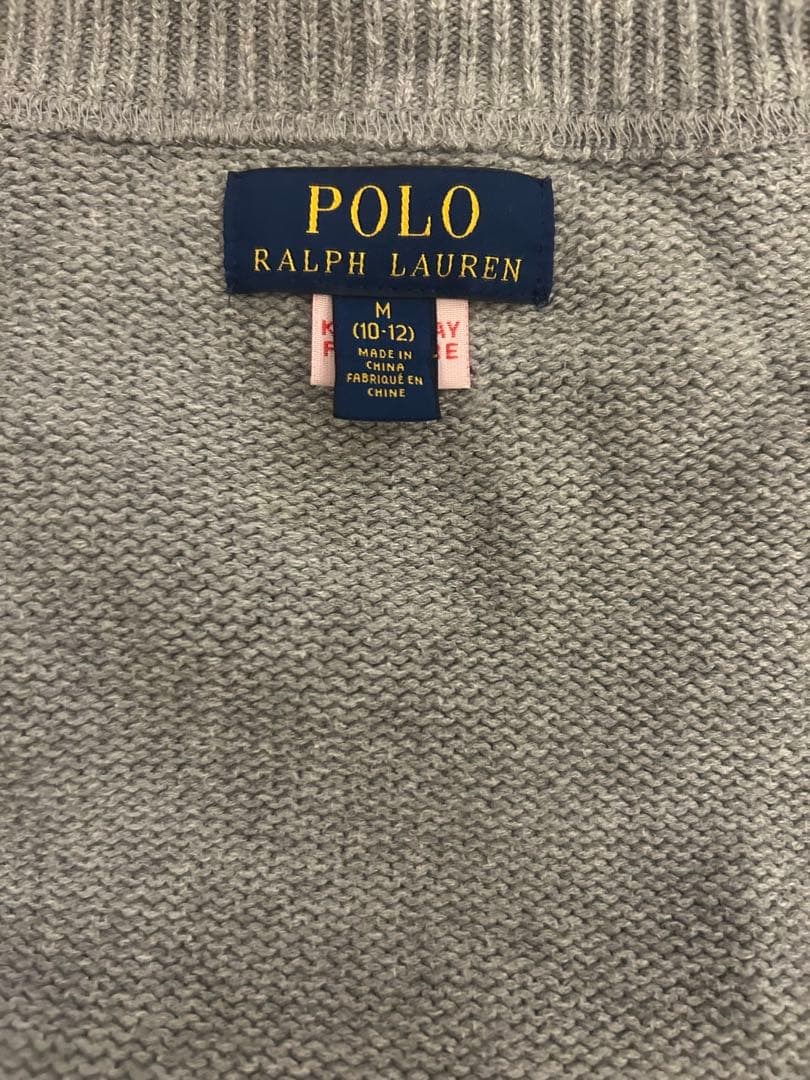 POLO
RALPH LAUREN
M
(10-12)
MADE IN
CHINA
FABRIQUÉ EN
CHINE